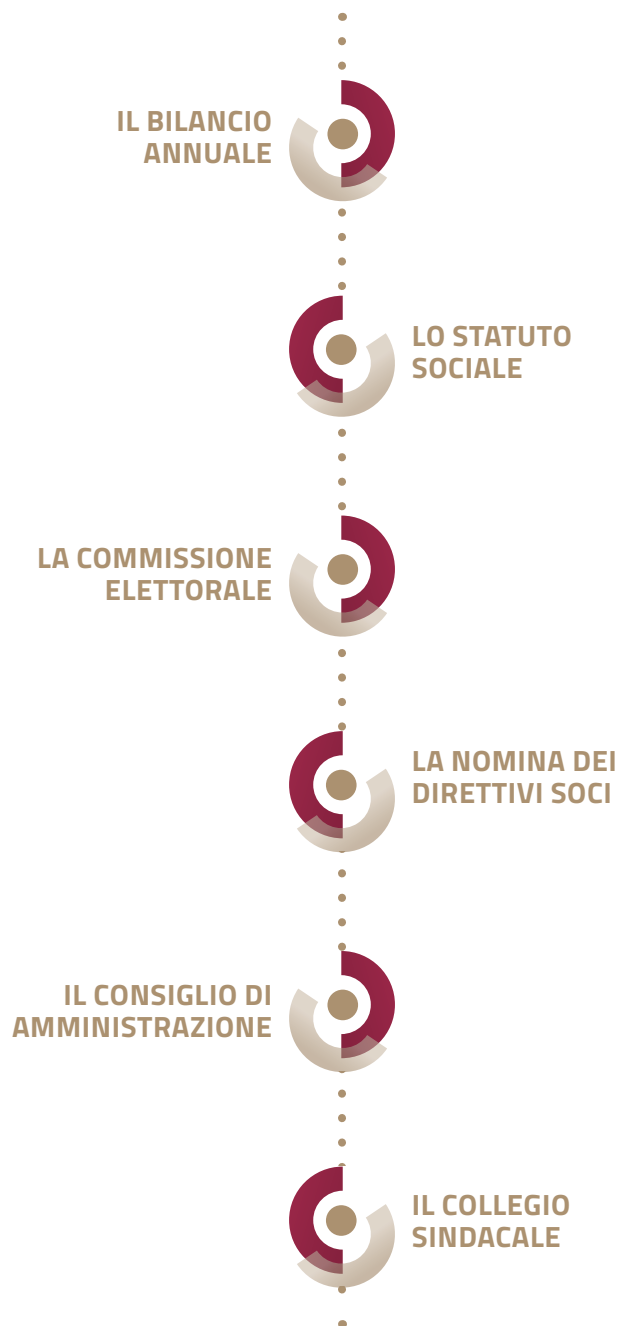 IL BILANCIO
ANNUALE
LO STATUTO
SOCIALE
LA COMMISSIONE
ELETTORALE
LA NOMINA DEI
DIRETTIVI SOCI
IL CONSIGLIO DI
AMMINISTRAZIONE
IL COLLEGIO
SINDACALE